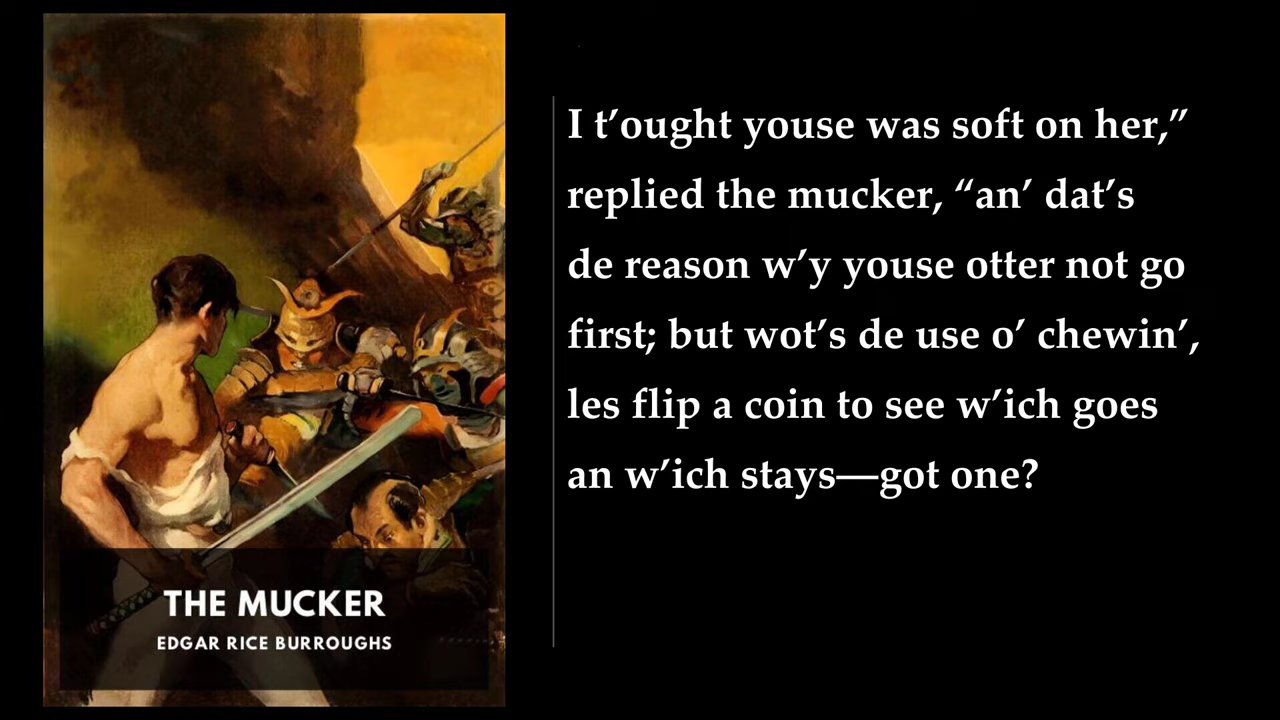 I t’ought youse was soft on her,”
replied the mucker, “an’ dat’s
de reason w’y youse otter not go
first; but wot’s de use o’ chewin’,
les flip a coin to see w’ich goes
an w’ich stays—got one?
THE MUCKER
EDGAR RICE BURROUGHS